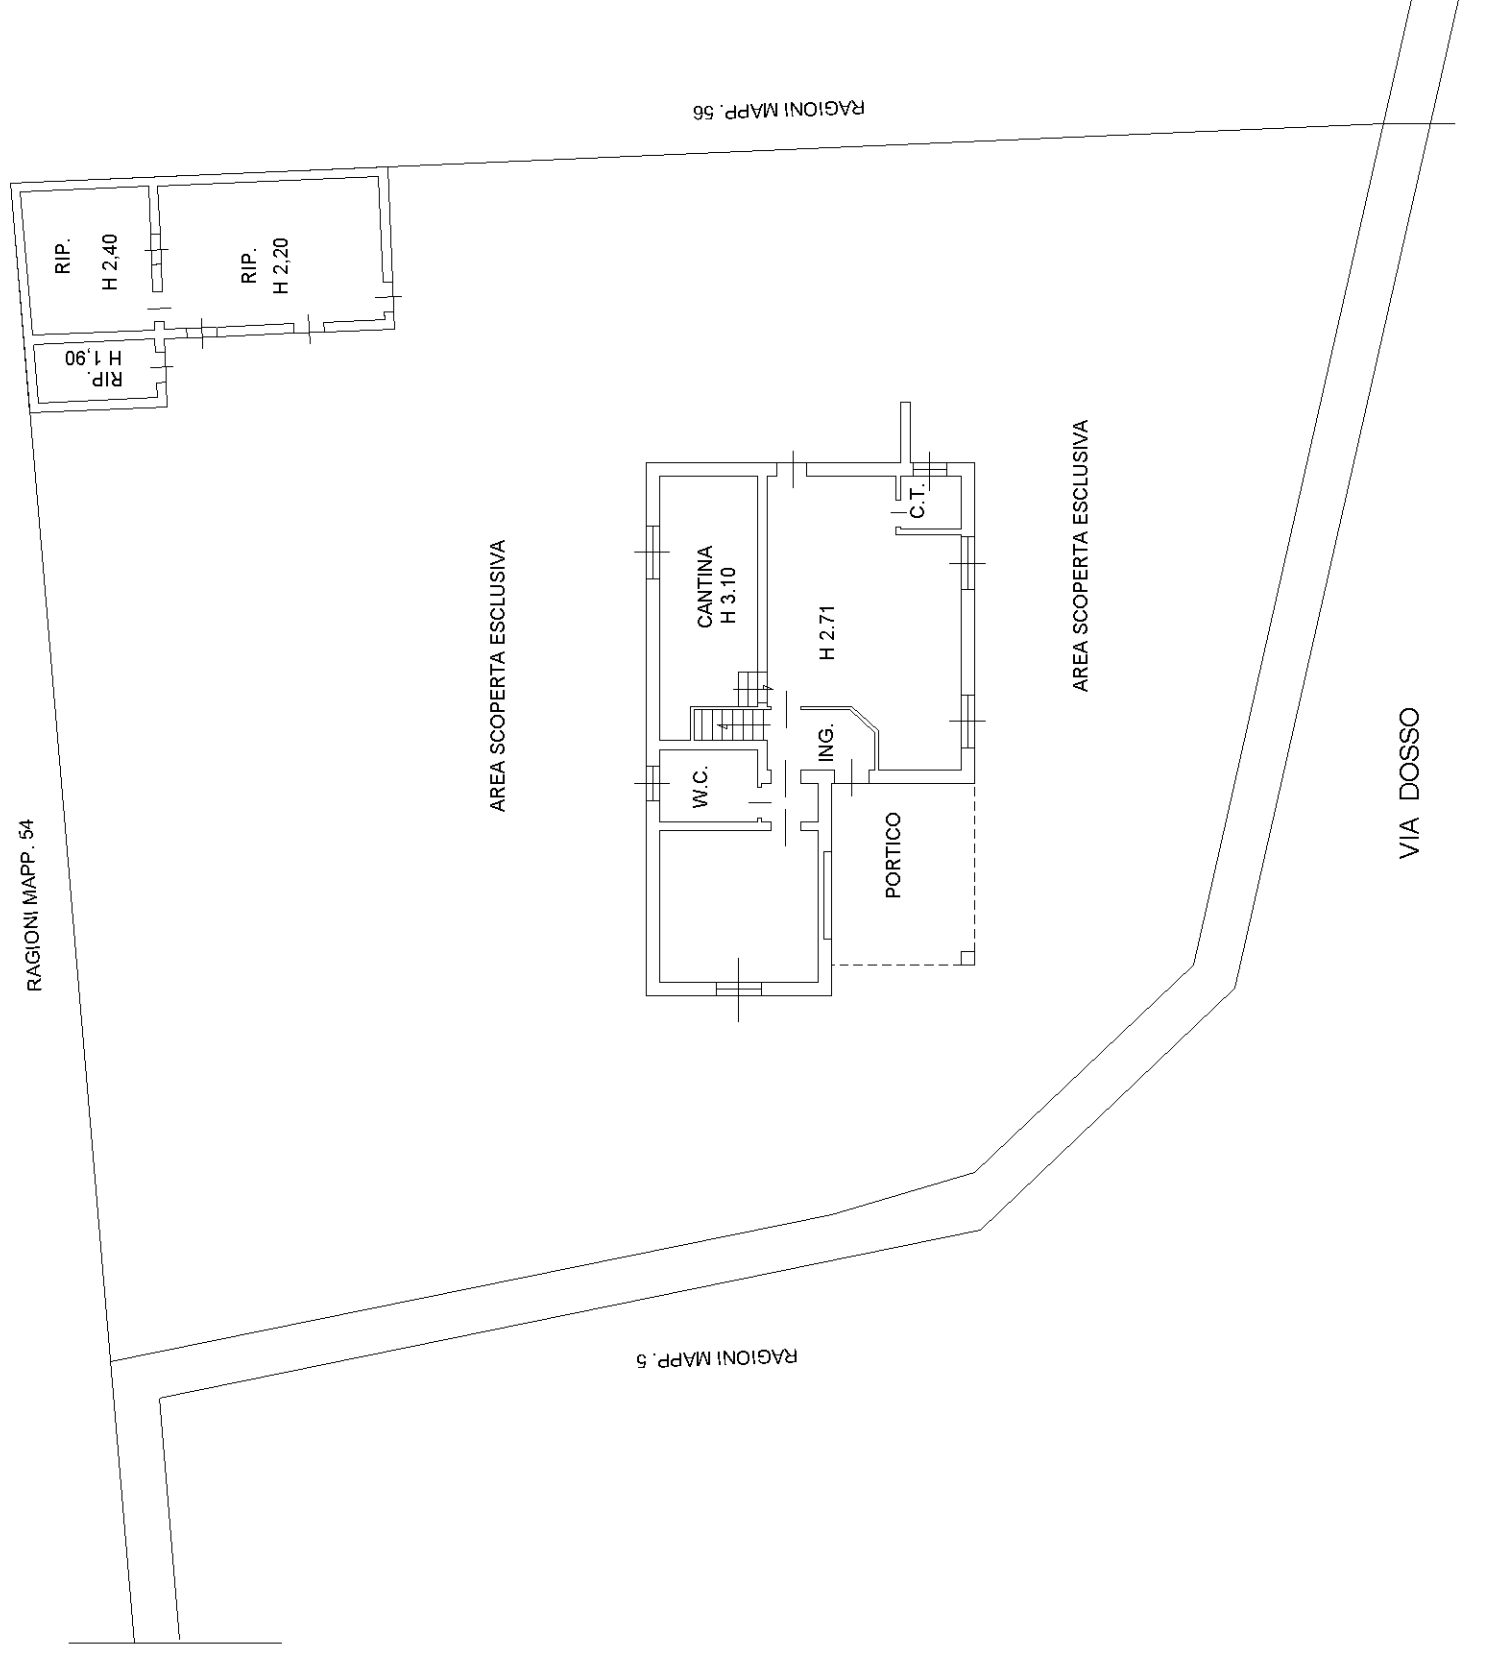 RAGIONI MAPP. 56
RIP.
H 2,40
RIP.
H 2,20
RIP.
H 1,90
AREA SCOPERTA ESCLUSIVA
CANTINA
H 3.10
H 2.71
C.T.
ING.
W.C.
PORTICO
AREA SCOPERTA ESCLUSIVA
VIA DOSSO
RAGIONI MAPP. 54
RAGIONI MAPP. 5